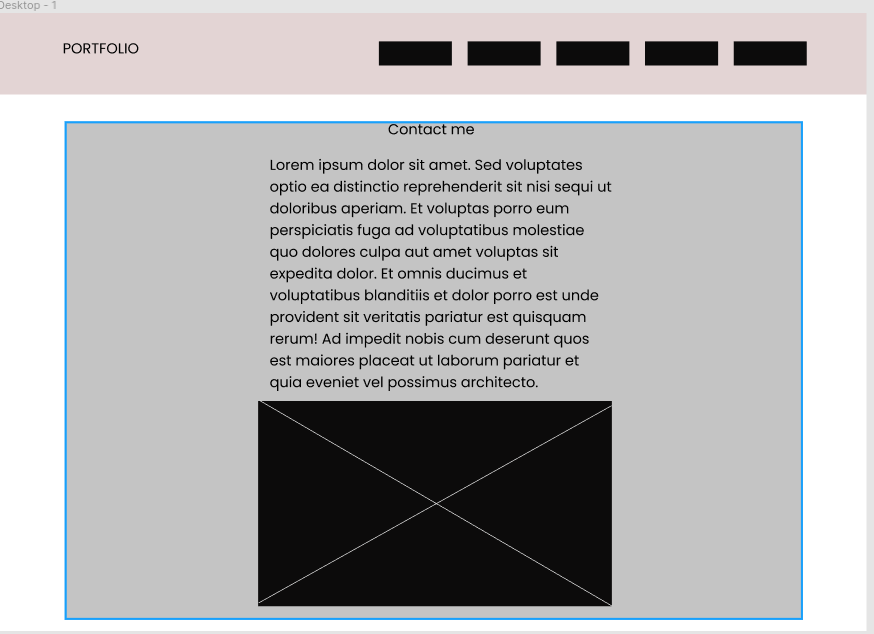 Desktop - 1
PORTFOLIO
Contact me
Lorem ipsum dolor sit amet. Sed voluptates
optio ea distinctio reprehenderit sit nisi sequi ut
doloribus aperiam. Et voluptas porro eum
perspiciatis fuga ad voluptatibus molestiae
quo dolores culpa aut amet voluptas sit
expedita dolor. Et omnis ducimus et
voluptatibus blanditiis et dolor porro est unde
provident sit veritatis pariatur est quisquam
rerum! Ad impedit nobis cum deserunt quos
est maiores placeat ut laborum pariatur et
quia eveniet vel possimus architecto.